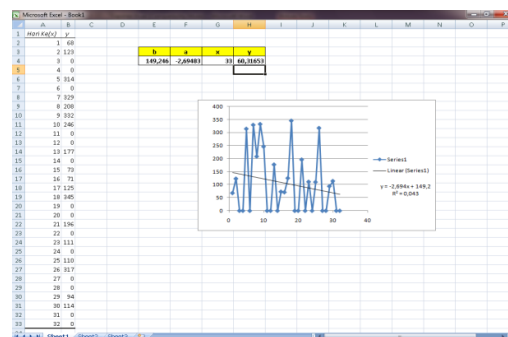 Microsoft Excel - Book1
A B C D E F G H I J K L M N O P
1 Hari Ke(x) y
2 1 68
3 2 123 b a x y
4 3 0 149,246 -2,69483 33 60,31653
5 4 0
6 5 314
7 6 0
8 7 329
9 8 208
10 9 332
11 10 246
12 11 0
13 12 0
14 13 177
15 14 0
16 15 73
17 16 71
18 17 125
19 18 345
20 19 0
21 20 0
22 21 196
23 22 0
24 23 111
25 24 0
26 25 110
27 26 317
28 27 0
29 28 0
30 29 94
31 30 114
32 31 0
33 32 0
400
350
300
250
200
150
100
50
0
0 10 20 30 40
Series1
Linear (Series1)
y = -2,694x + 149,2
R² = 0,043
Sheet1 Sheet2 Sheet3